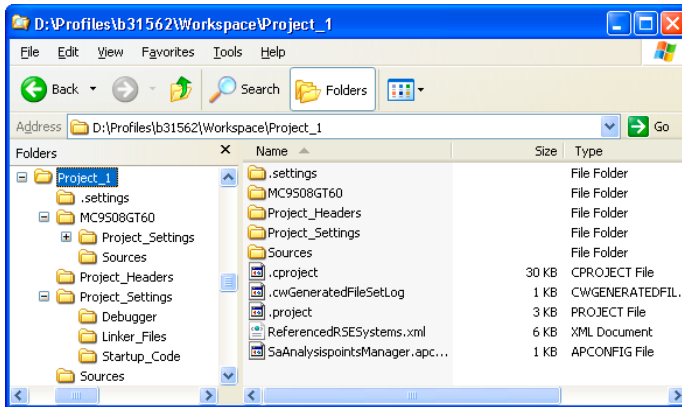 D:\Profiles\b31562\Workspace\Project_1
File Edit View Favorites Tools Help
Back Search Folders
Address D:\Profiles\b31562\Workspace\Project_1 Go
Folders
Project_1
.settings
MC9S08GT60
Project_Settings
Sources
Project_Headers
Project_Settings
Debugger
Linker_Files
Startup_Code
Sources
Name Size Type
.settings File Folder
MC9S08GT60 File Folder
Project_Headers File Folder
Project_Settings File Folder
Sources File Folder
.cproject 30 KB CPROJECT File
.cwGeneratedFileSetLog 1 KB CWGENERATEDFIL.
.project 3 KB PROJECT File
ReferencedRSESystems.xml 6 KB XML Document
SaAnalysispointsManager.apc... 1 KB APCONFIG File